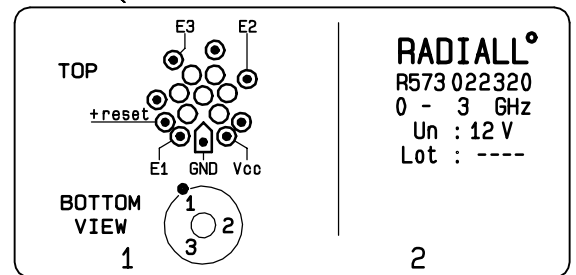 E3 E2
TOP
+reset
E1 GND Vcc
BOTTOM
VIEW
1
2
3
1
RADIALL°
R573 022320
0 - 3 GHz
Un : 12 V
Lot : ----
2